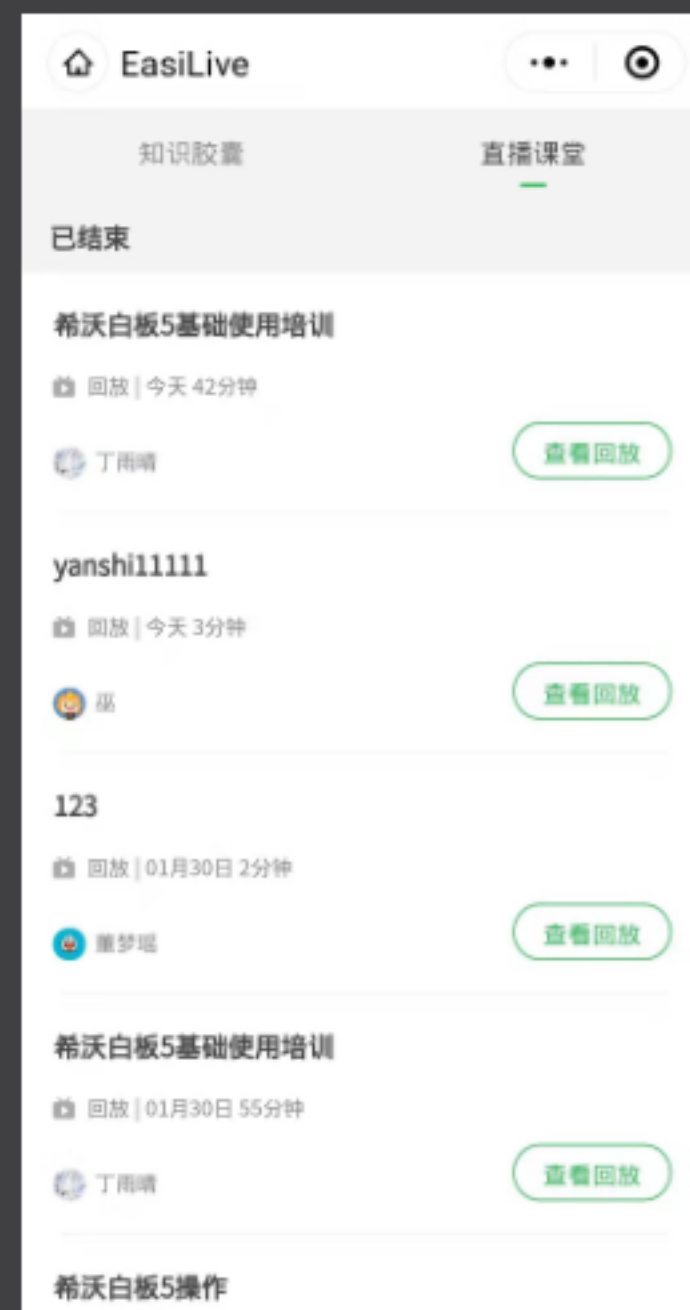 EasiLive
知识胶囊 直播课堂
已结束
希沃白板5基础使用培训
回放 | 今天 42分钟
丁雨晴 查看回放
yanshi11111
回放 | 今天 3分钟
巫 查看回放
123
回放 | 01月30日 2分钟
董梦瑶 查看回放
希沃白板5基础使用培训
回放 | 01月30日 55分钟
丁雨晴 查看回放
希沃白板5操作